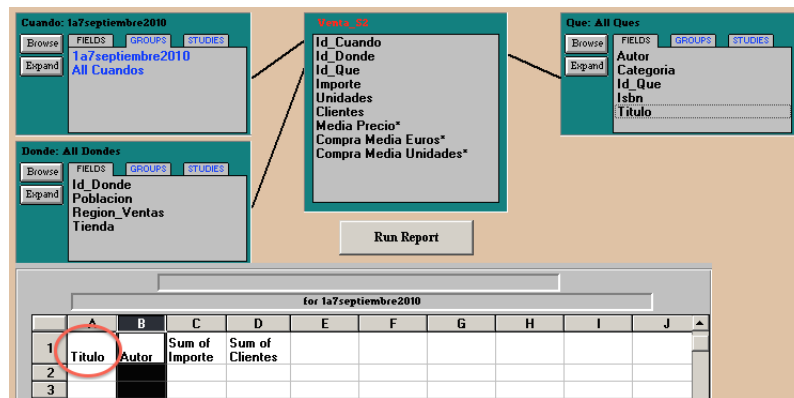 Cuando: 1a7septiembre2010
Browse
Expand
FIELDS GROUPS STUDIES
1a7septiembre2010
All Cuandos
Venta_S3
Id_Cuando
Id_Donde
Id_Que
Importe
Unidades
Clientes
Media Precio*
Compra Media Euros*
Compra Media Unidades*
Que: All Ques
Browse
Expand
FIELDS GROUPS STUDIES
Autor
Categoria
Id_Que
Isbn
Titulo
Donde: All Dondes
Browse
Expand
FIELDS GROUPS STUDIES
Id_Donde
Poblacion
Region_Ventas
Tienda
Run Report
for 1a7septiembre2010
A B C D E F G H I J
1 Titulo Autor Sum of Importe Sum of Clientes
2
3